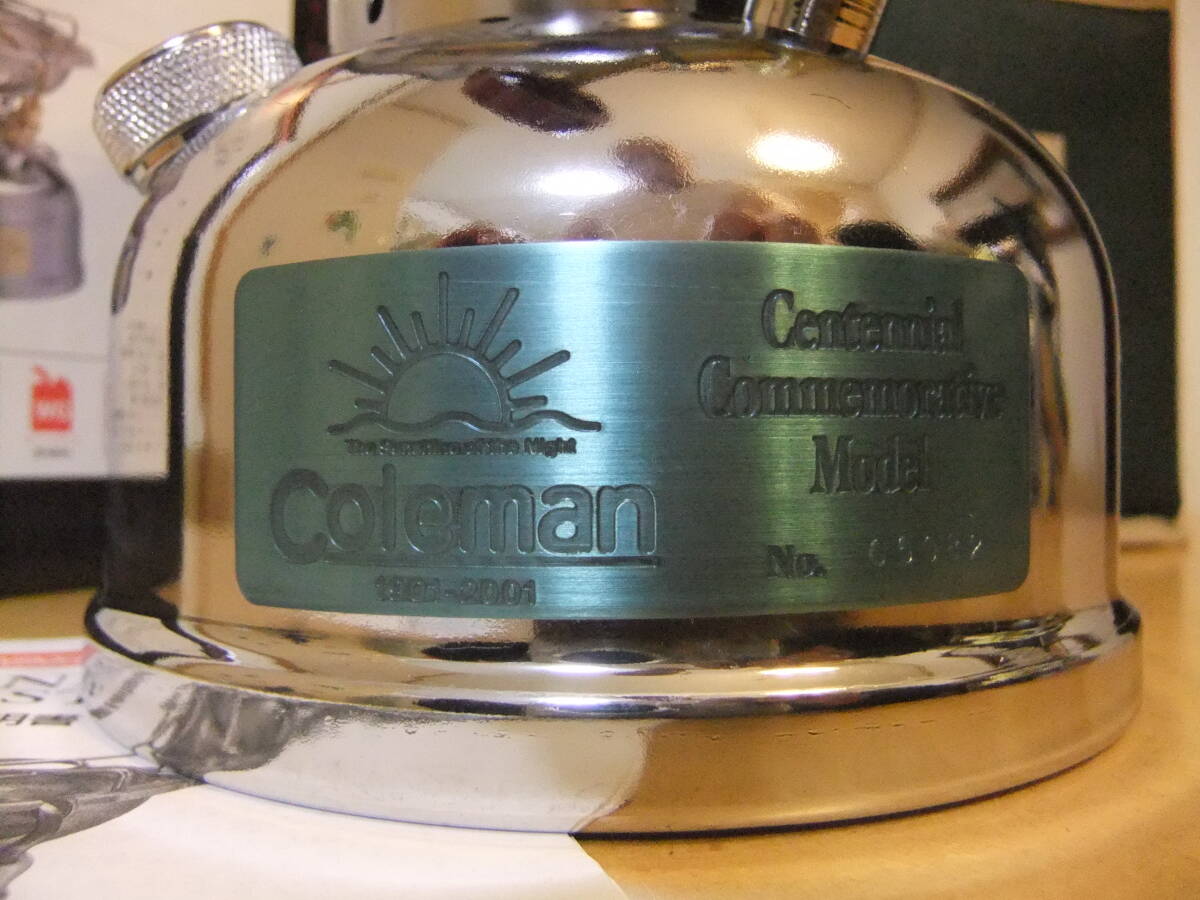 The Sunshine of the Night
Coleman
1901-2001
Centennial
Commemorative
Model
No.